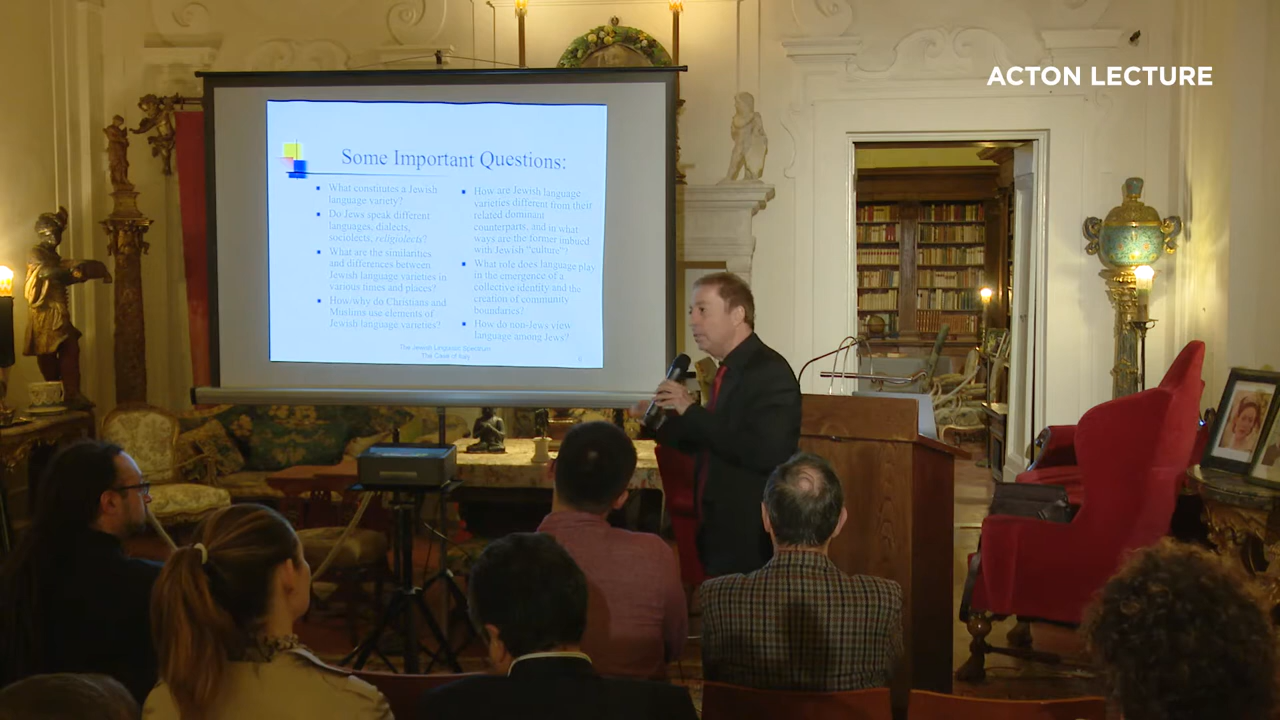 ACTON LECTURE
Some Important Questions:
What constitutes a Jewish
language variety?
Do Jews speak different
languages, dialects,
sociolects, religiolects?
What are the similarities
and differences between
Jewish language varieties in
various times and places?
How/why do Christians and
Muslims use elements of
Jewish language varieties?
How are Jewish language
varieties different from their
related dominant
counterparts, and in what
ways are the former imbued
with Jewish "culture"?
What role does language play
in the emergence of a
collective identity and the
creation of community
boundaries?
How do non-Jews view
language among Jews?
The Jewish Linguistic Spectrum
The Case of Italy